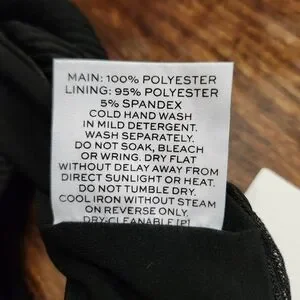 MAIN: 100% POLYESTER
LINING: 95% POLYESTER
5% SPANDEX
COLD HAND WASH
IN MILD DETERGENT.
WASH SEPARATELY.
DO NOT SOAK, BLEACH
OR WRING. DRY FLAT
WITHOUT DELAY AWAY FROM
DIRECT SUNLIGHT OR HEAT.
DO NOT TUMBLE DRY.
COOL IRON WITHOUT STEAM
ON REVERSE ONLY.
DRY-CLEANABLE [P]